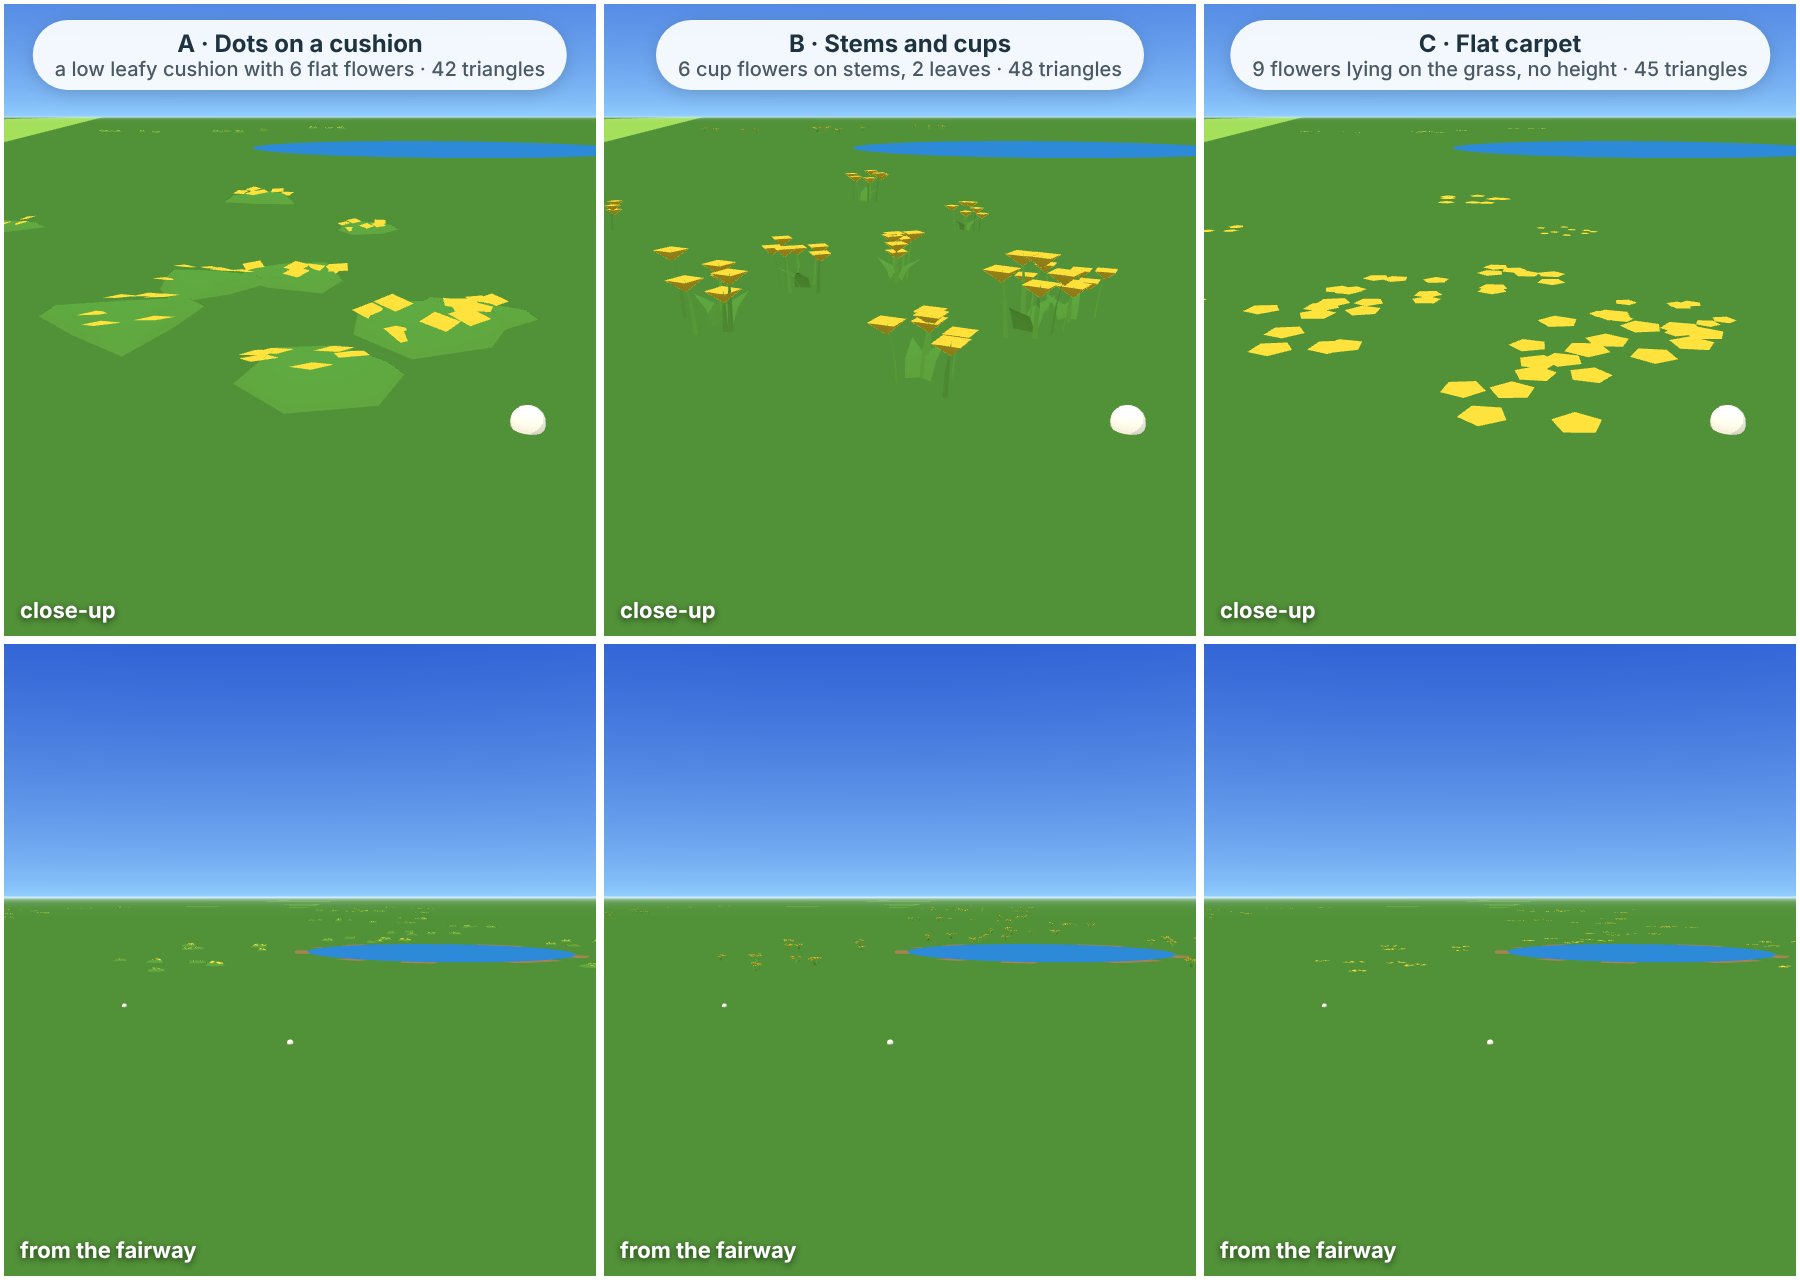 A · Dots on a cushion
a low leafy cushion with 6 flat flowers · 42 triangles
B · Stems and cups
6 cup flowers on stems, 2 leaves · 48 triangles
C · Flat carpet
9 flowers lying on the grass, no height · 45 triangles
close-up
close-up
close-up
from the fairway
from the fairway
from the fairway